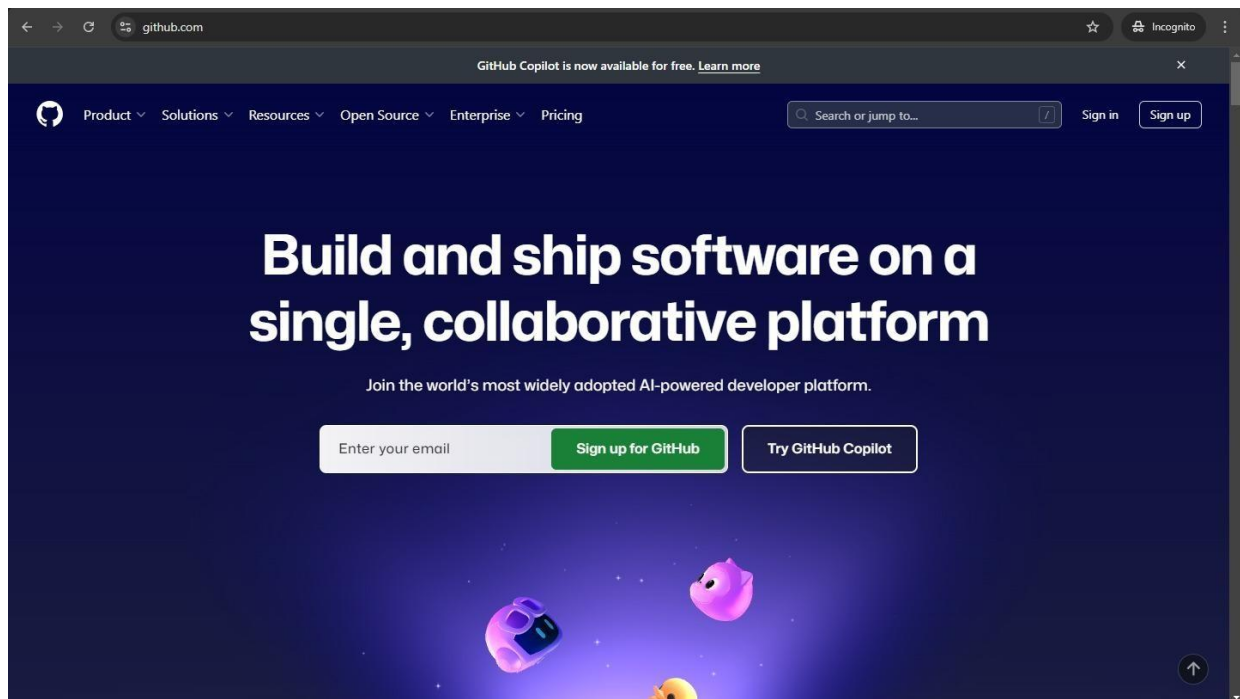 github.com
Incognito
GitHub Copilot is now available for free. Learn more
Product Solutions Resources Open Source Enterprise Pricing Search or jump to... / Sign in Sign up
Build and ship software on a
single, collaborative platform
Join the world's most widely adopted AI-powered developer platform.
Enter your email Sign up for GitHub Try GitHub Copilot